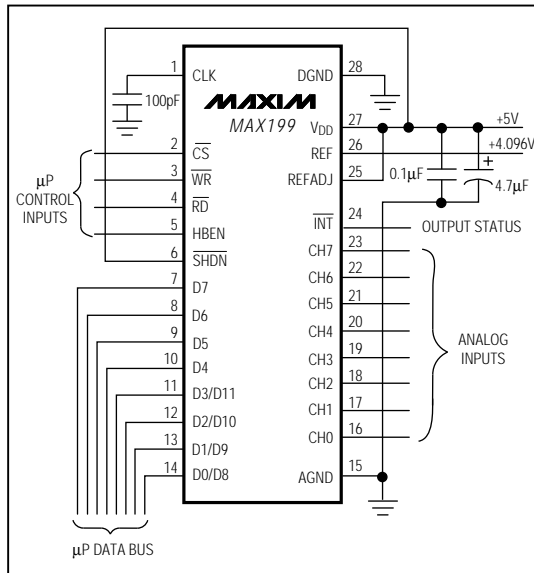 1 CLK
100pF
MAXIM
MAX199
DGND 28
VDD 27 +5V
REF 26 +4.096V
REFADJ 25
0.1µF
+
4.7µF
2 CS
3 WR
4 RD
5 HBEN
6 SHDN
µP
CONTROL
INPUTS
INT 24 OUTPUT STATUS
CH7 23
CH6 22
CH5 21
CH4 20
CH3 19
CH2 18
CH1 17
CH0 16
ANALOG
INPUTS
AGND 15
7 D7
8 D6
9 D5
10 D4
11 D3/D11
12 D2/D10
13 D1/D9
14 D0/D8
µP DATA BUS